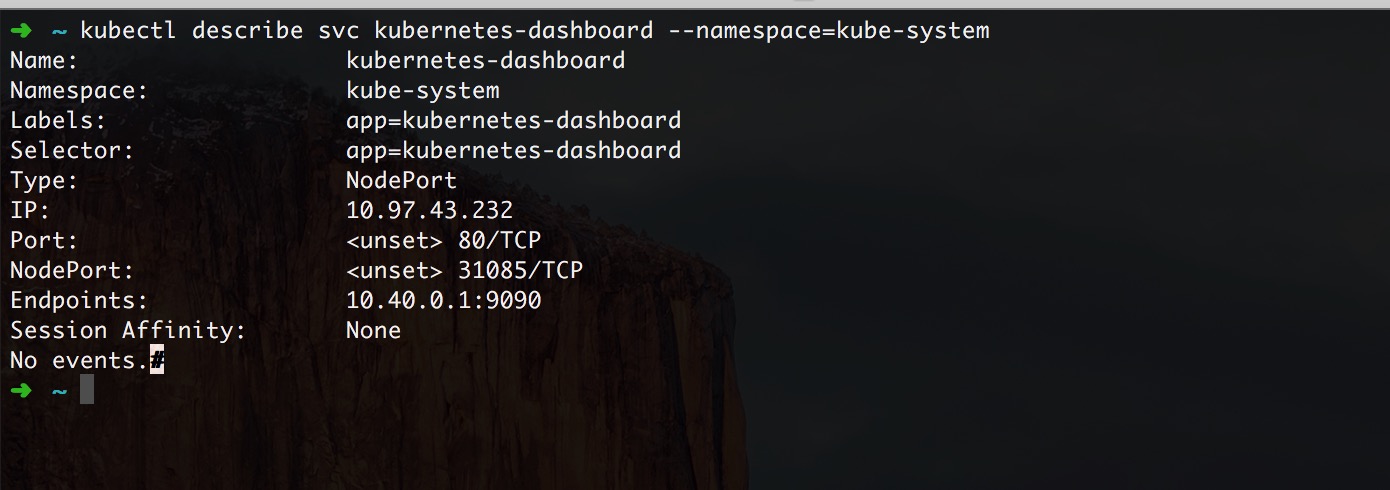 ➜ ~ kubectl describe svc kubernetes-dashboard --namespace=kube-system
Name: kubernetes-dashboard
Namespace: kube-system
Labels: app=kubernetes-dashboard
Selector: app=kubernetes-dashboard
Type: NodePort
IP: 10.97.43.232
Port: <unset> 80/TCP
NodePort: <unset> 31085/TCP
Endpoints: 10.40.0.1:9090
Session Affinity: None
No events.#
➜ ~